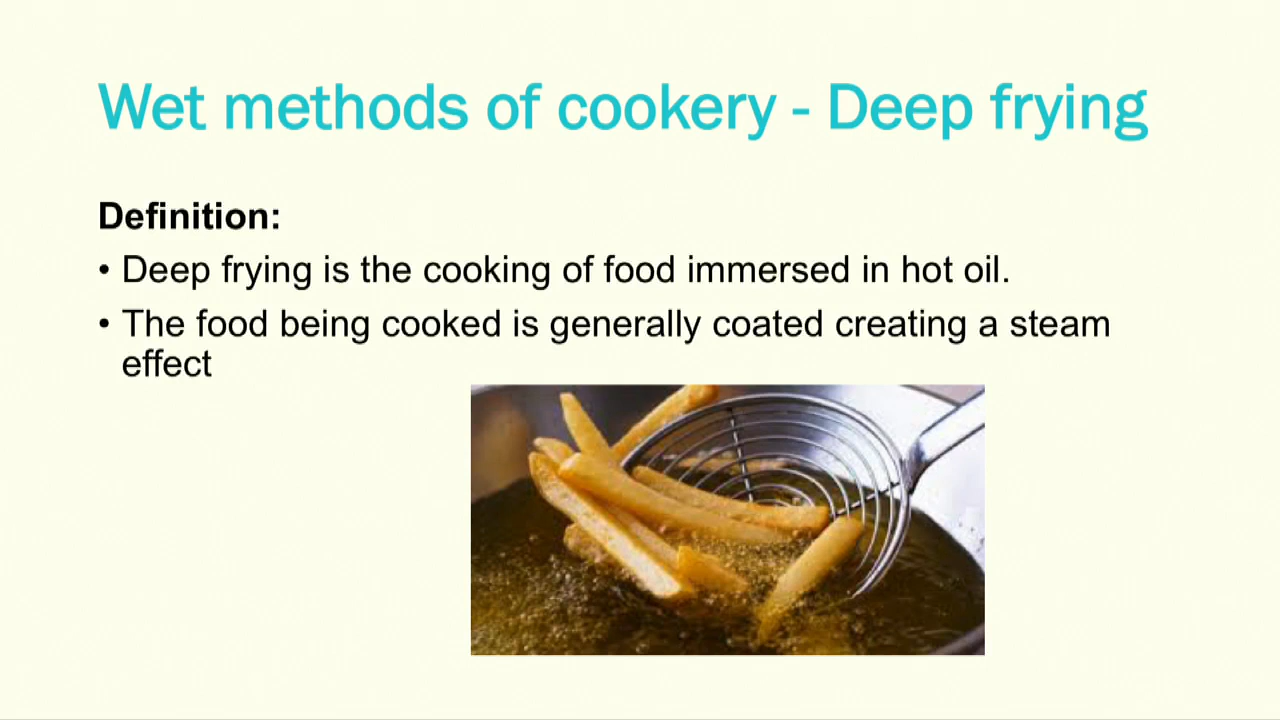 Wet methods of cookery - Deep frying
Definition:
• Deep frying is the cooking of food immersed in hot oil.
• The food being cooked is generally coated creating a steam
effect